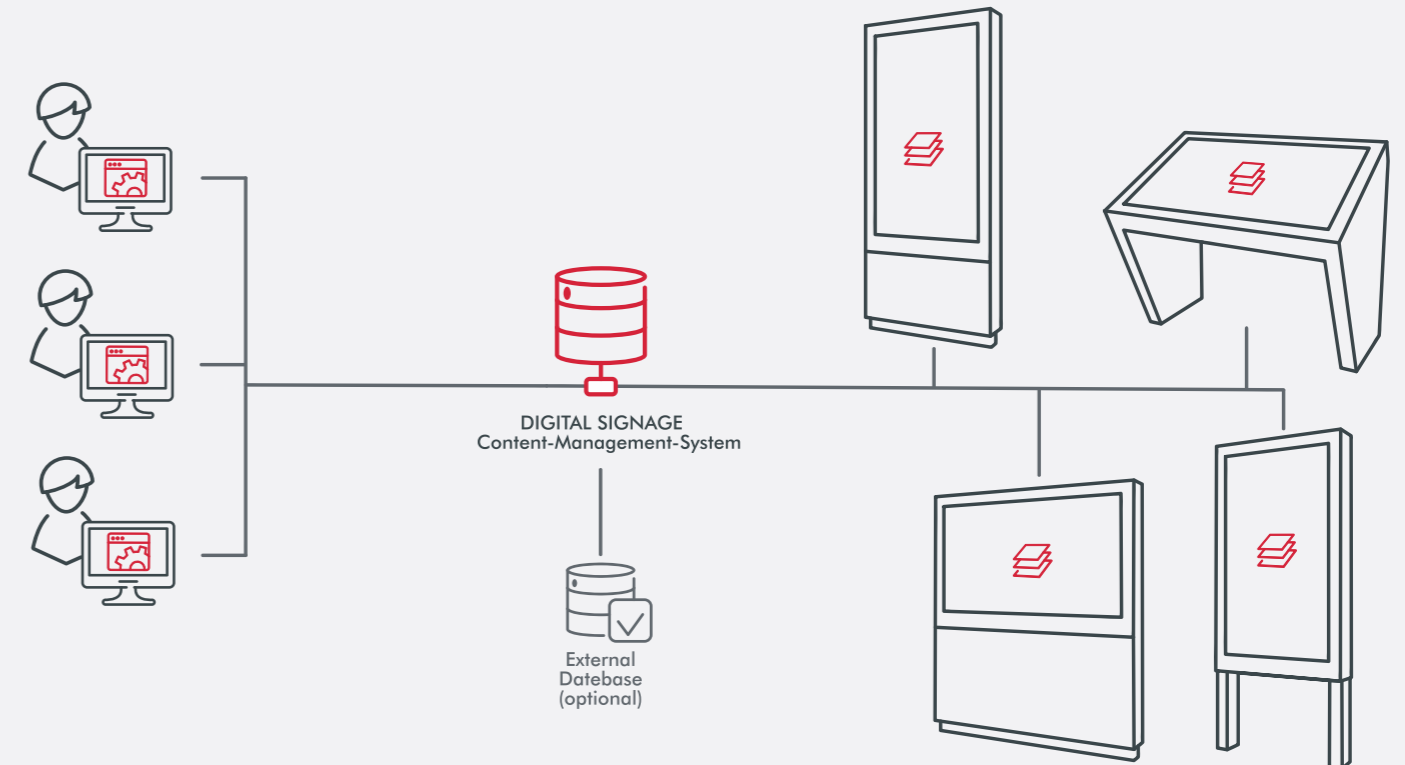 DIGITAL SIGNAGE
Content-Management-System
External
Datebase
(optional)